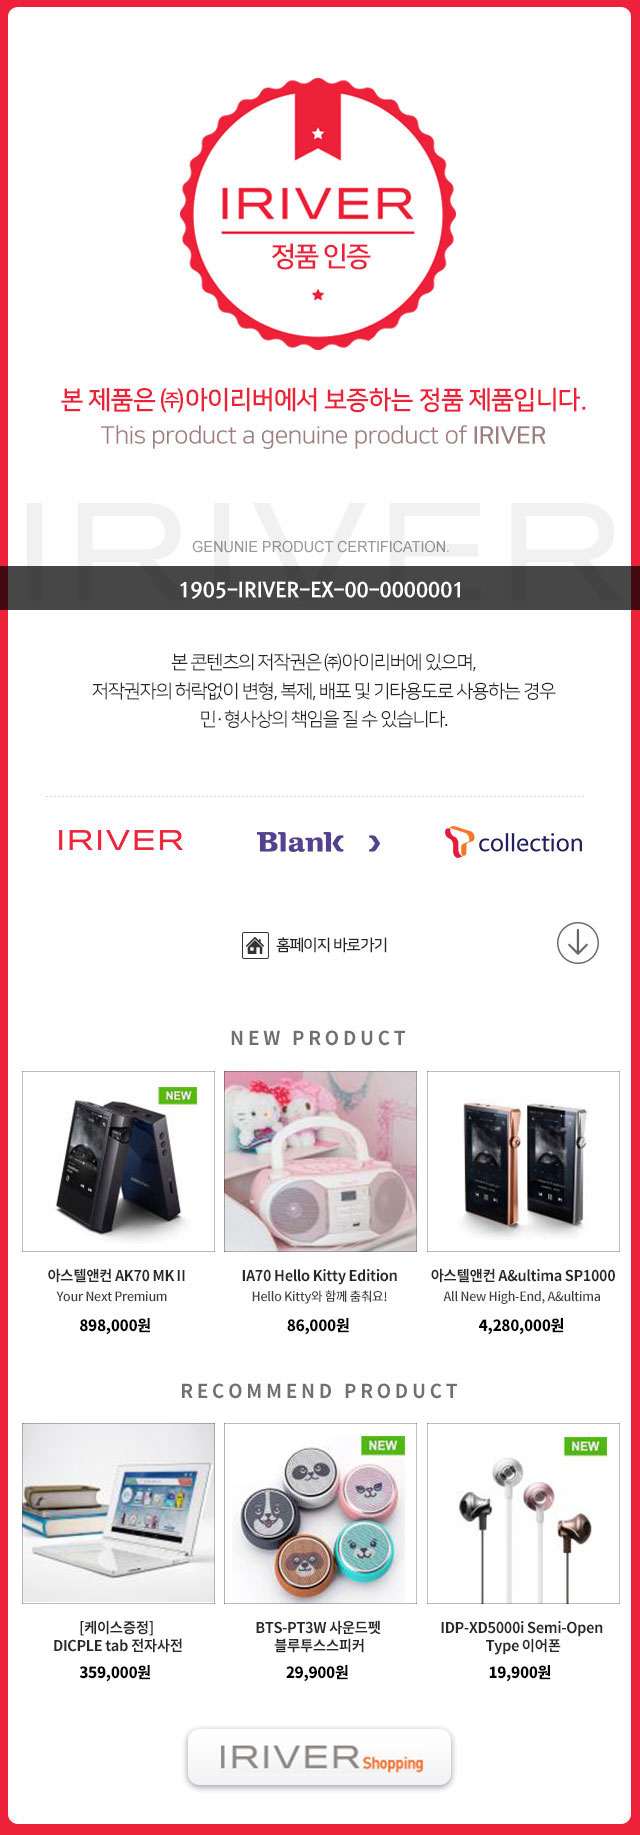 IRIVER
정품 인증
본 제품은 ㈜아이리버에서 보증하는 정품 제품입니다.
This product a genuine product of IRIVER
IRIVER
GENUNIE PRODUCT CERTIFICATION.
1905-IRIVER-EX-00-0000001
본 콘텐츠의 저작권은 ㈜아이리버에 있으며,
저작권자의 허락없이 변형, 복제, 배포 및 기타용도로 사용하는 경우
민·형사상의 책임을 질 수 있습니다.
IRIVER
Blank
collection
홈페이지 바로가기
NEW PRODUCT
NEW
아스텔앤컨 AK70 MK II
Your Next Premium
898,000원
IA70 Hello Kitty Edition
Hello Kitty와 함께 춤춰요!
86,000원
아스텔앤컨 A&ultima SP1000
All New High-End, A&ultima
4,280,000원
RECOMMEND PRODUCT
[케이스증정]
DICPLE tab 전자사전
359,000원
NEW
BTS-PT3W 사운드펫
블루투스스피커
29,900원
NEW
IDP-XD5000i Semi-Open
Type 이어폰
19,900원
IRIVER Shopping